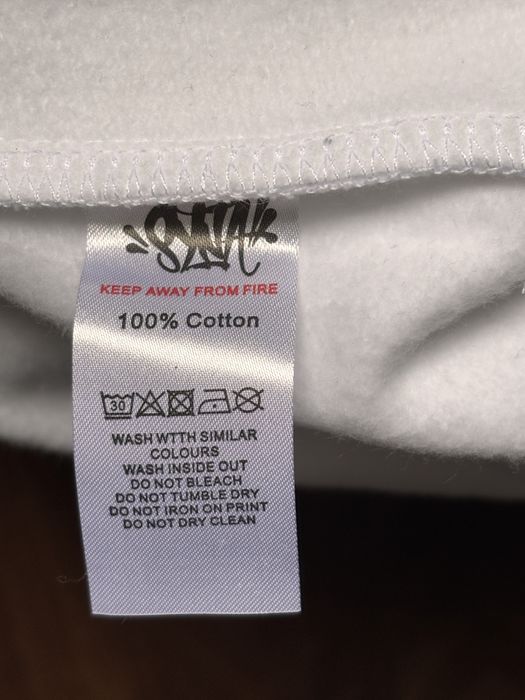 KEEP AWAY FROM FIRE
100% Cotton
30
WASH WTTH SIMILAR
COLOURS
WASH INSIDE OUT
DO NOT BLEACH
DO NOT TUMBLE DRY
DO NOT IRON ON PRINT
DO NOT DRY CLEAN